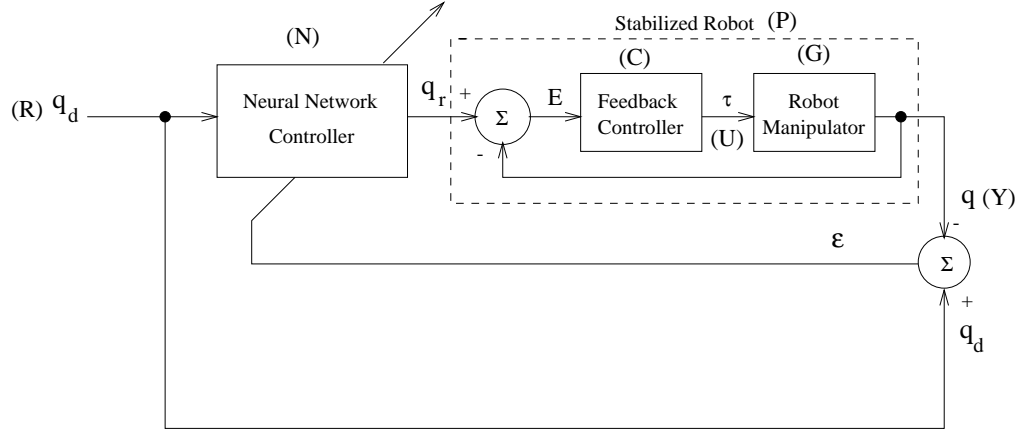 Stabilized Robot (P)
(N)
(C)
(G)
(R) q_d
Neural Network
Controller
q_r
+
Σ
-
E
Feedback
Controller
τ
(U)
Robot
Manipulator
q (Y)
-
ε
Σ
+
q_d